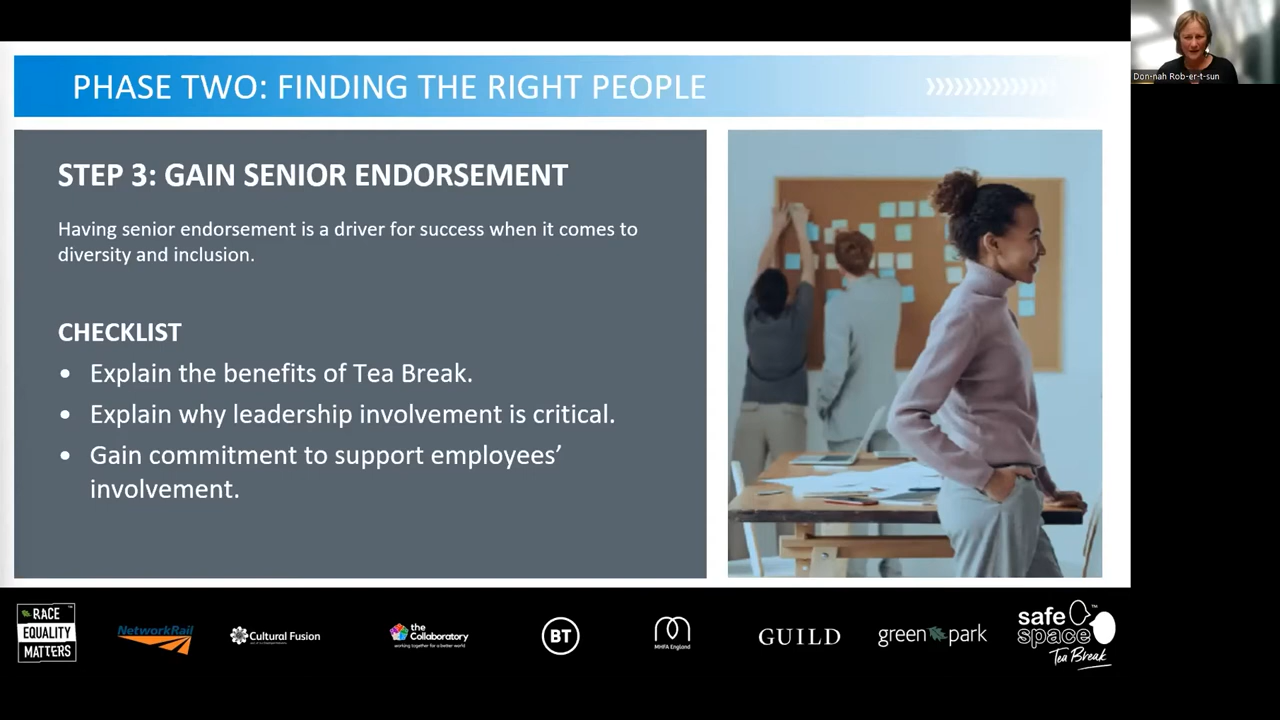 PHASE TWO: FINDING THE RIGHT PEOPLE
Don-nah Rob-er-t-sun
STEP 3: GAIN SENIOR ENDORSEMENT
Having senior endorsement is a driver for success when it comes to
diversity and inclusion.
CHECKLIST
• Explain the benefits of Tea Break.
• Explain why leadership involvement is critical.
• Gain commitment to support employees’
involvement.
RACE
EQUALITY
MATTERS
NetworkRail
Cultural Fusion
the
Collaboratory
working together for a better world
BT
MHFA England
GUILD
green park
safe
space
Tea Break